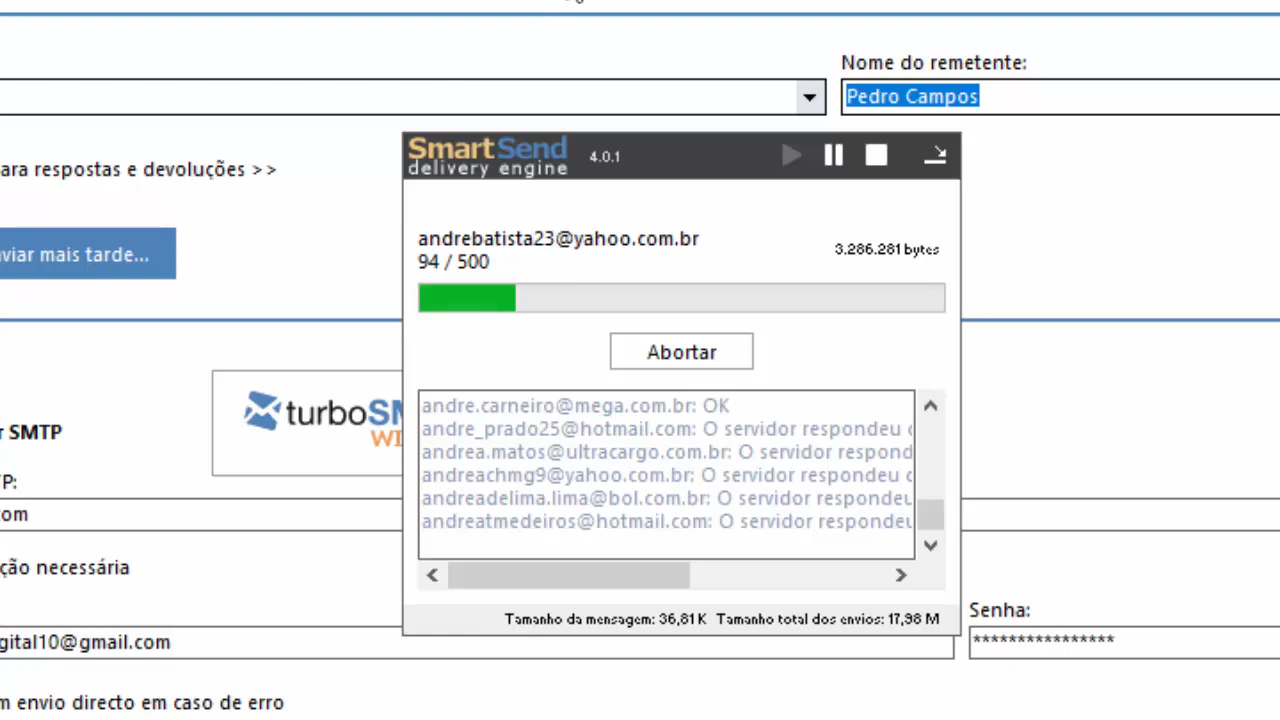 Nome do remetente:
Pedro Campos
SmartSend
delivery engine
4.0.1
ara respostas e devoluções >>
viar mais tarde...
andrebatista23@yahoo.com.br
3.286.281 bytes
94 / 500
Abortar
turboSM
WI
andre.carneiro@mega.com.br: OK
andre_prado25@hotmail.com: O servidor respondeu c
andrea.matos@ultracargo.com.br: O servidor respond
andreachmg9@yahoo.com.br: O servidor respondeu c
andreadelima.lima@bol.com.br: O servidor respondeu
andreatmedeiros@hotmail.com: O servidor respondeu
r SMTP
P:
om
ção necessária
Tamanho da mensagem: 36,81 K Tamanho total dos envios: 17,98 M
Senha:
gital10@gmail.com
****************
m envio directo em caso de erro